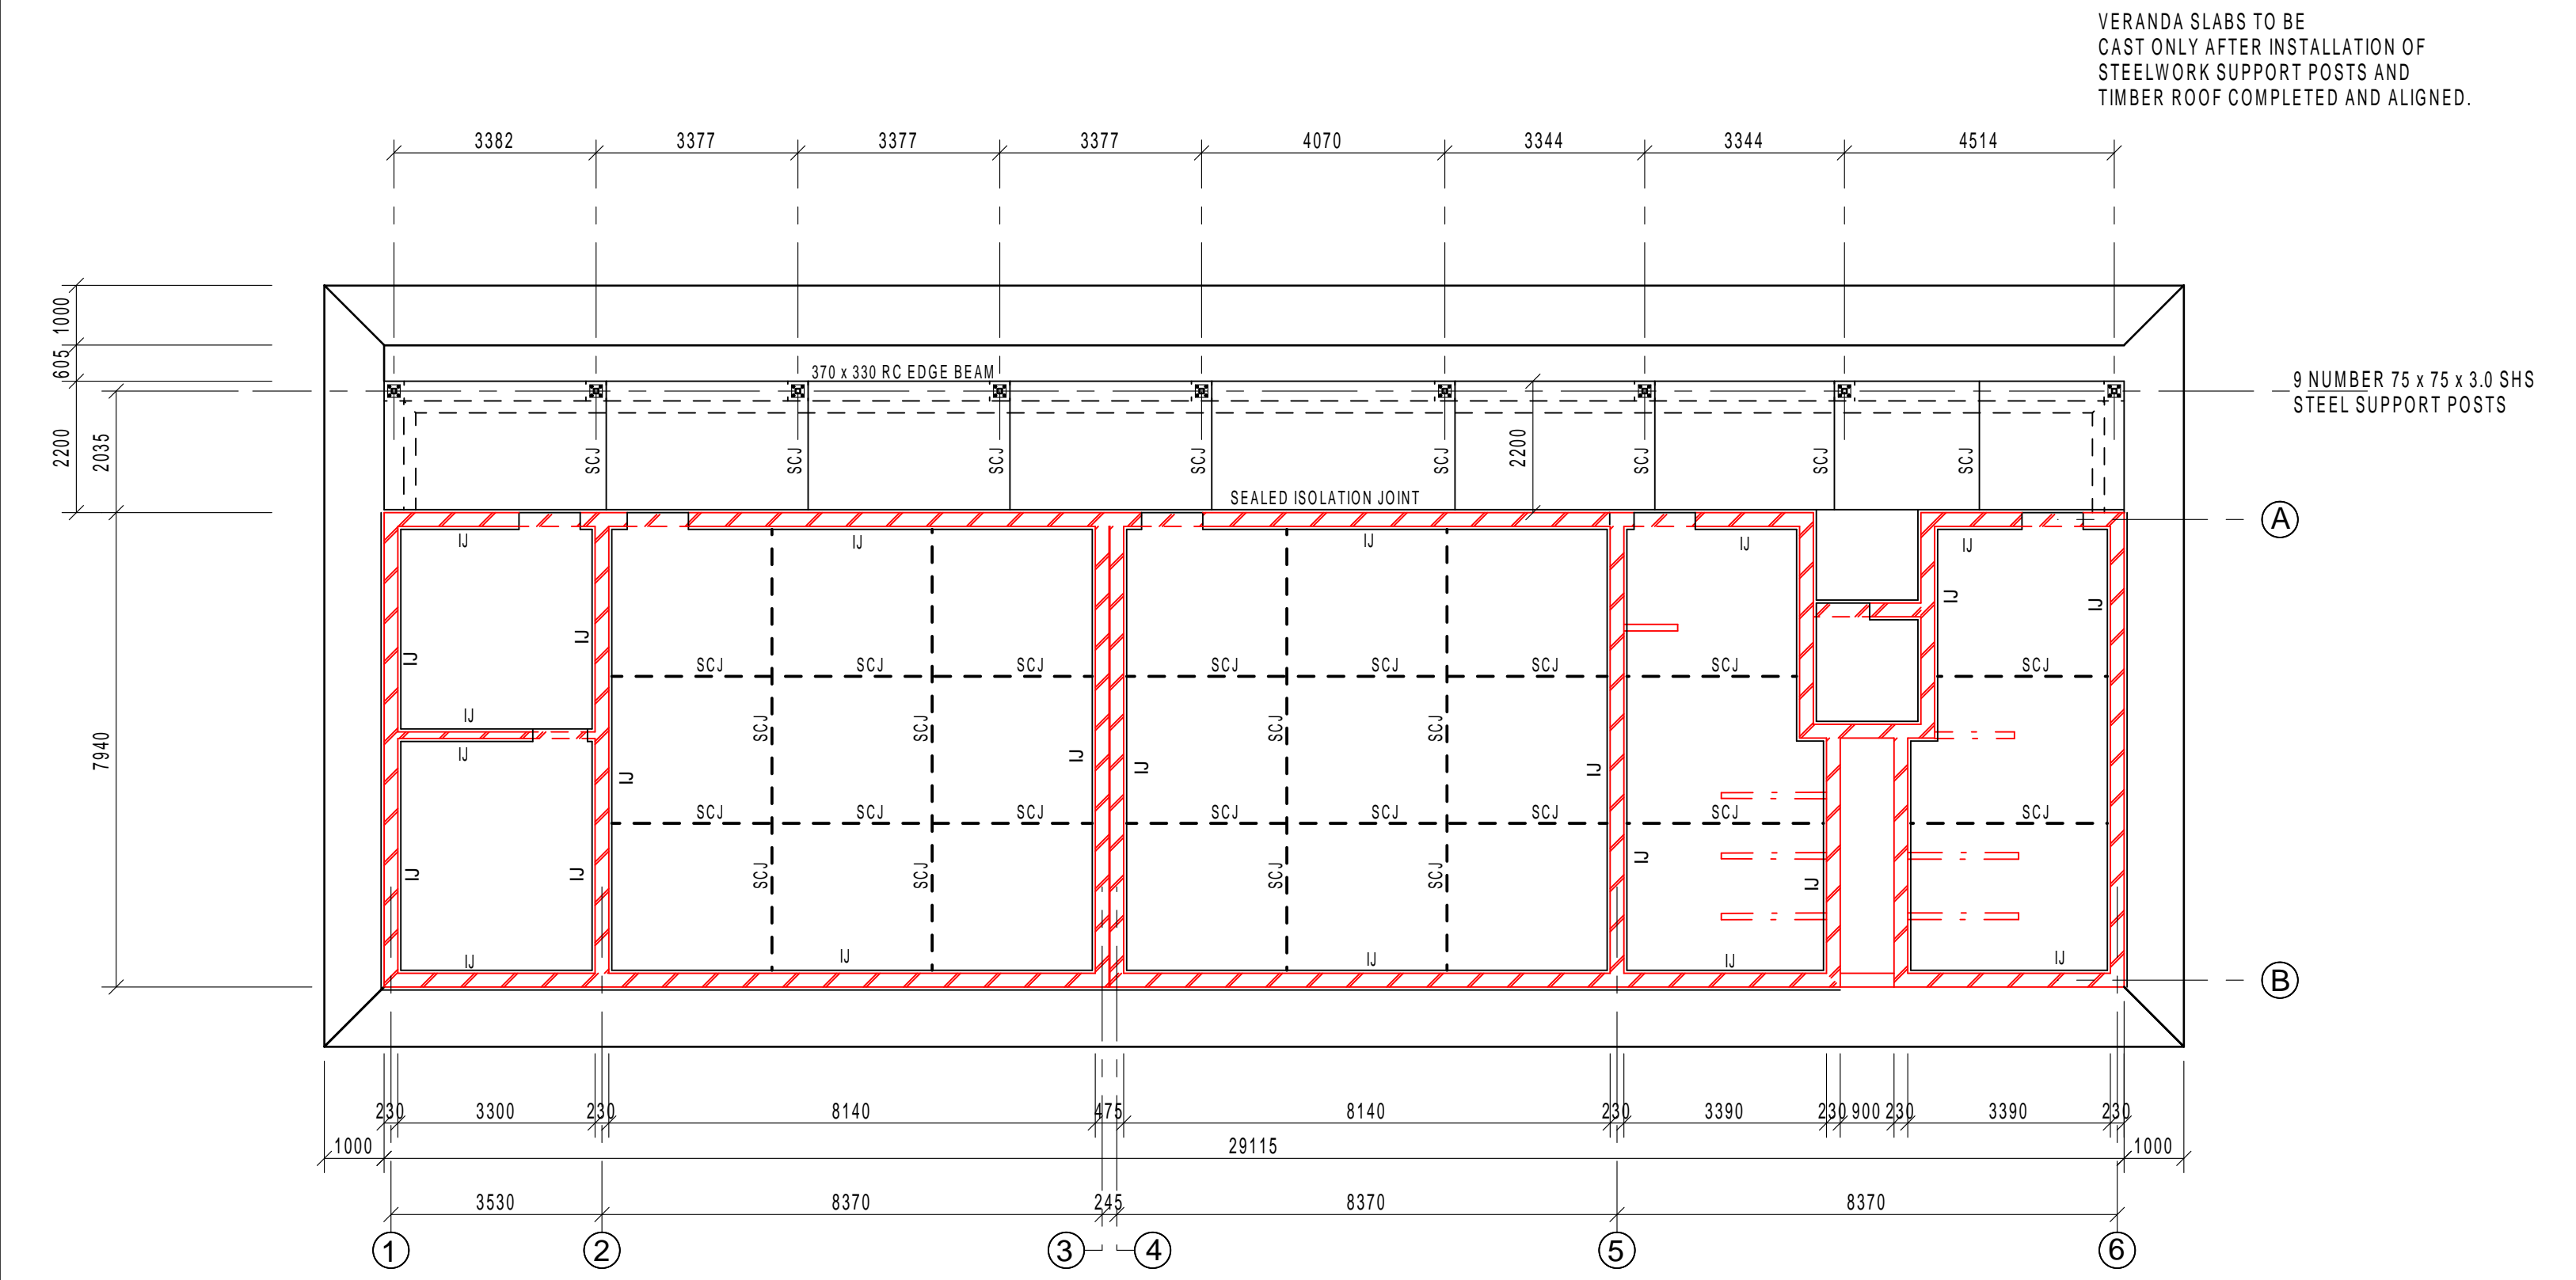 VERANDA SLABS TO BE
CAST ONLY AFTER INSTALLATION OF
STEELWORK SUPPORT POSTS AND
TIMBER ROOF COMPLETED AND ALIGNED.
3382 3377 3377 3377 4070 3344 3344 4514
1000
605
2200
2035
7940
370 x 330 RC EDGE BEAM
9 NUMBER 75 x 75 x 3.0 SHS
STEEL SUPPORT POSTS
SCJ SCJ SCJ SCJ SCJ 2200 SCJ SCJ SCJ
SEALED ISOLATION JOINT
A
IJ IJ IJ IJ IJ
IJ IJ
IJ IJ
SCJ SCJ SCJ SCJ SCJ SCJ SCJ SCJ
IJ
SCJ SCJ SCJ SCJ
IJ
IJ IJ IJ IJ
SCJ SCJ SCJ SCJ SCJ SCJ SCJ SCJ
IJ IJ SCJ SCJ SCJ SCJ IJ IJ
IJ IJ IJ IJ IJ
B
230 3300 230 8140 475 8140 230 3390 230 900 230 3390 230
1000 29115 1000
3530 8370 245 8370 8370
1 2 3 4 5 6